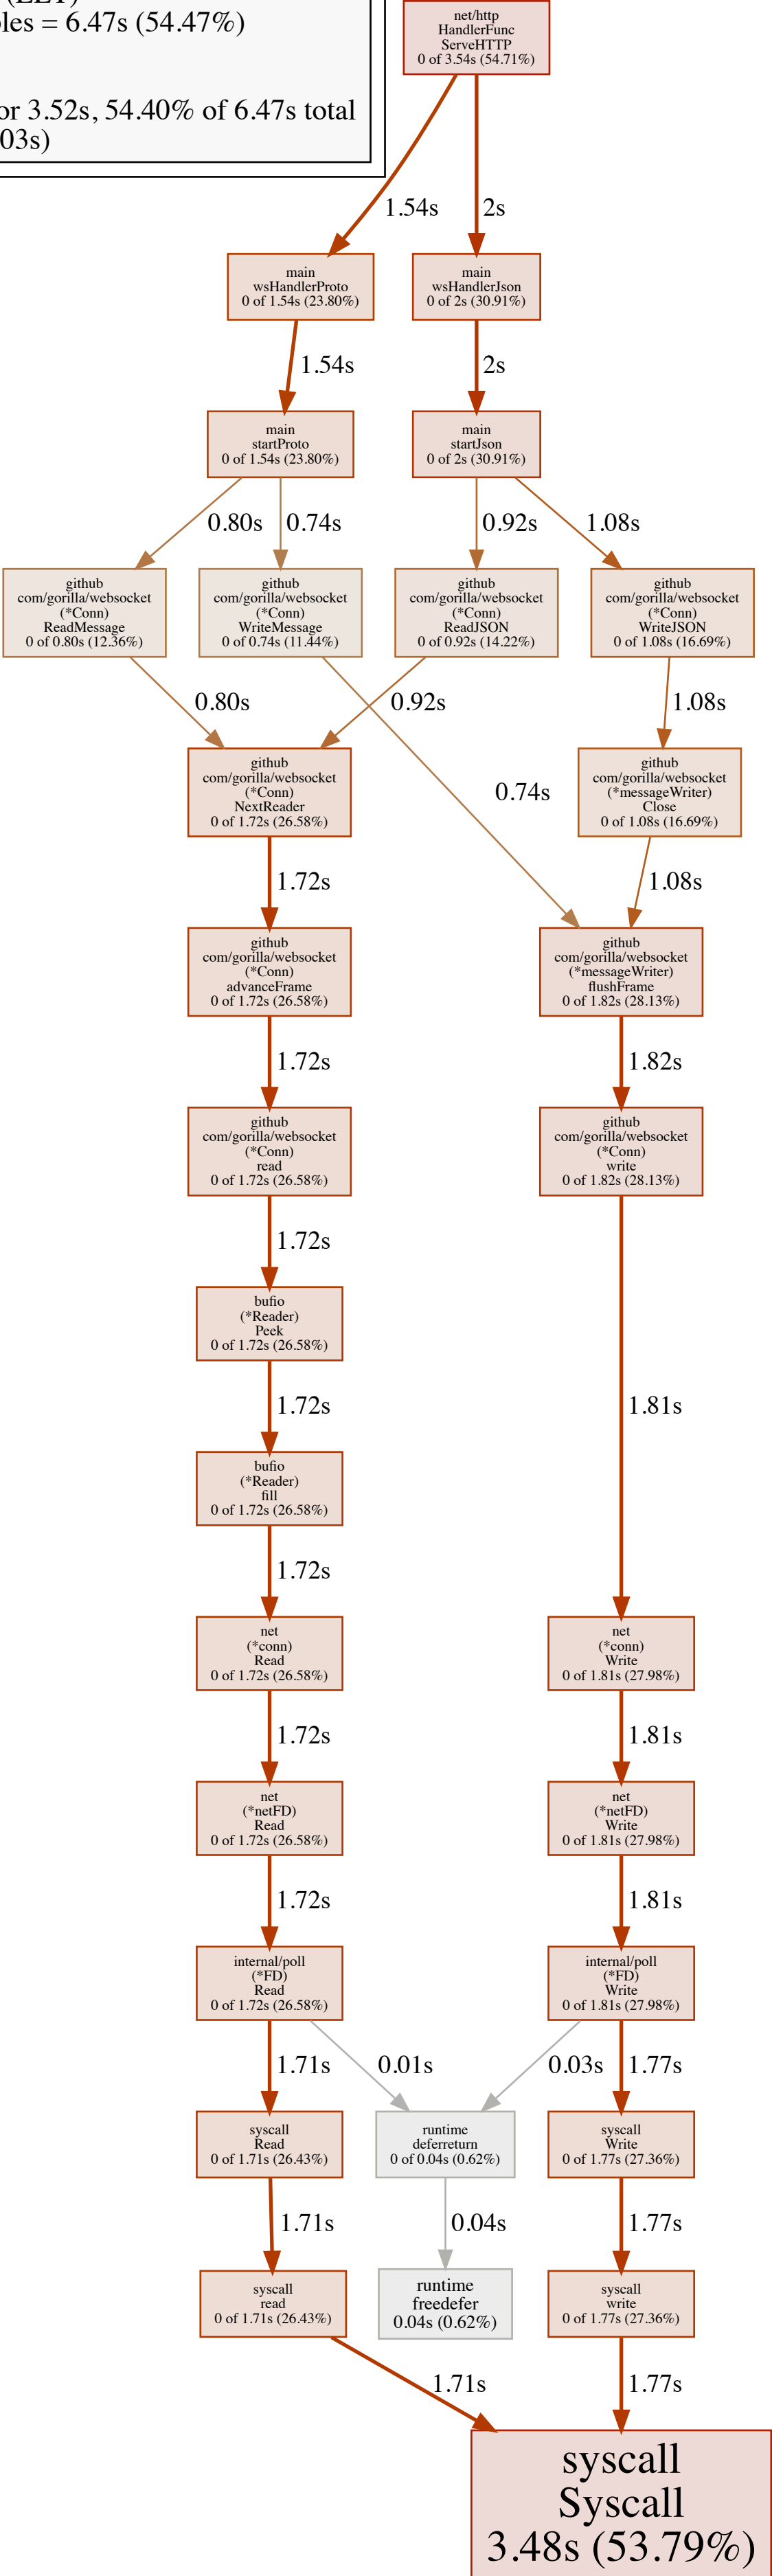 les = 6.47s (54.47%)
or 3.52s, 54.40% of 6.47s total
03s)
net/http
HandlerFunc
ServeHTTP
0 of 3.54s (54.71%)
1.54s
2s
main
wsHandlerProto
0 of 1.54s (23.80%)
main
wsHandlerJson
0 of 2s (30.91%)
1.54s
2s
main
startProto
0 of 1.54s (23.80%)
main
startJson
0 of 2s (30.91%)
0.80s
0.74s
0.92s
1.08s
github
com/gorilla/websocket
(*Conn)
ReadMessage
0 of 0.80s (12.36%)
github
com/gorilla/websocket
(*Conn)
WriteMessage
0 of 0.74s (11.44%)
github
com/gorilla/websocket
(*Conn)
ReadJSON
0 of 0.92s (14.22%)
github
com/gorilla/websocket
(*Conn)
WriteJSON
0 of 1.08s (16.69%)
0.80s
0.92s
1.08s
github
com/gorilla/websocket
(*Conn)
NextReader
0 of 1.72s (26.58%)
0.74s
github
com/gorilla/websocket
(*messageWriter)
Close
0 of 1.08s (16.69%)
1.72s
1.08s
github
com/gorilla/websocket
(*Conn)
advanceFrame
0 of 1.72s (26.58%)
github
com/gorilla/websocket
(*messageWriter)
flushFrame
0 of 1.82s (28.13%)
1.72s
1.82s
github
com/gorilla/websocket
(*Conn)
read
0 of 1.72s (26.58%)
github
com/gorilla/websocket
(*Conn)
write
0 of 1.82s (28.13%)
1.72s
bufio
(*Reader)
Peek
0 of 1.72s (26.58%)
1.72s
1.81s
bufio
(*Reader)
fill
0 of 1.72s (26.58%)
1.72s
net
(*conn)
Read
0 of 1.72s (26.58%)
net
(*conn)
Write
0 of 1.81s (27.98%)
1.72s
1.81s
net
(*netFD)
Read
0 of 1.72s (26.58%)
net
(*netFD)
Write
0 of 1.81s (27.98%)
1.72s
1.81s
internal/poll
(*FD)
Read
0 of 1.72s (26.58%)
internal/poll
(*FD)
Write
0 of 1.81s (27.98%)
1.71s
0.01s
0.03s
1.77s
syscall
Read
0 of 1.71s (26.43%)
runtime
deferreturn
0 of 0.04s (0.62%)
syscall
Write
0 of 1.77s (27.36%)
1.71s
0.04s
1.77s
syscall
read
0 of 1.71s (26.43%)
runtime
freedefer
0.04s (0.62%)
syscall
write
0 of 1.77s (27.36%)
1.71s
1.77s
syscall
Syscall
3.48s (53.79%)